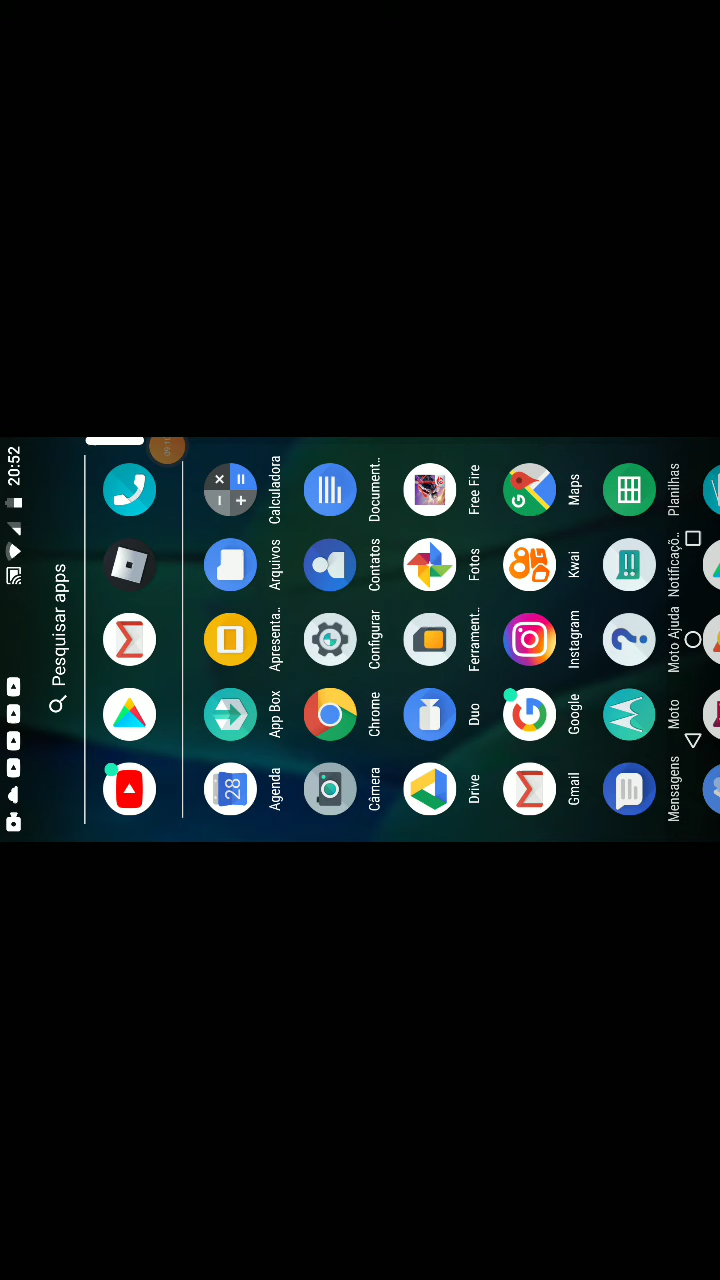 20:52
Pesquisar apps
28
Agenda App Box Apresenta.. Arquivos Calculadora
Câmera Chrome Configurar Contatos Document..
Drive Duo Ferrament.. Fotos Free Fire
G
Gmail Google Instagram Kwai Maps
Mensagens Moto Moto Ajuda Notificaçõ.. Planilhas